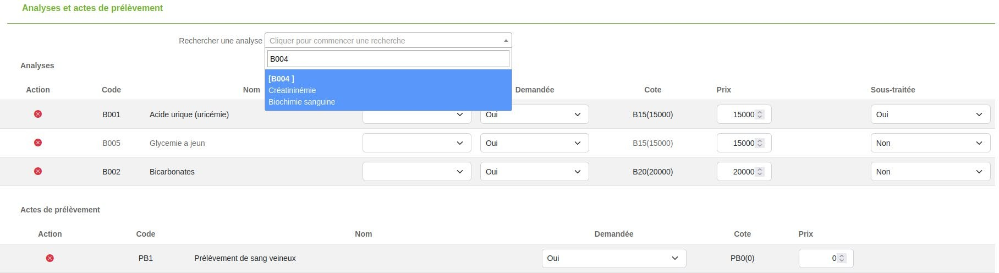 Analyses et actes de prélèvement
Rechercher une analyse Cliquer pour commencer une recherche
B004
[B004 ]
Créatininémie
Biochimie sanguine
Analyses
Action Code Nom Demandée Cote Prix Sous-traitée
B001 Acide urique (uricémie) Oui B15(15000) 15000 Oui
B005 Glycemie a jeun Oui B15(15000) 15000 Non
B002 Bicarbonates Oui B20(20000) 20000 Non
Actes de prélèvement
Action Code Nom Demandée Cote Prix
PB1 Prélèvement de sang veineux Oui PB0(0) 0